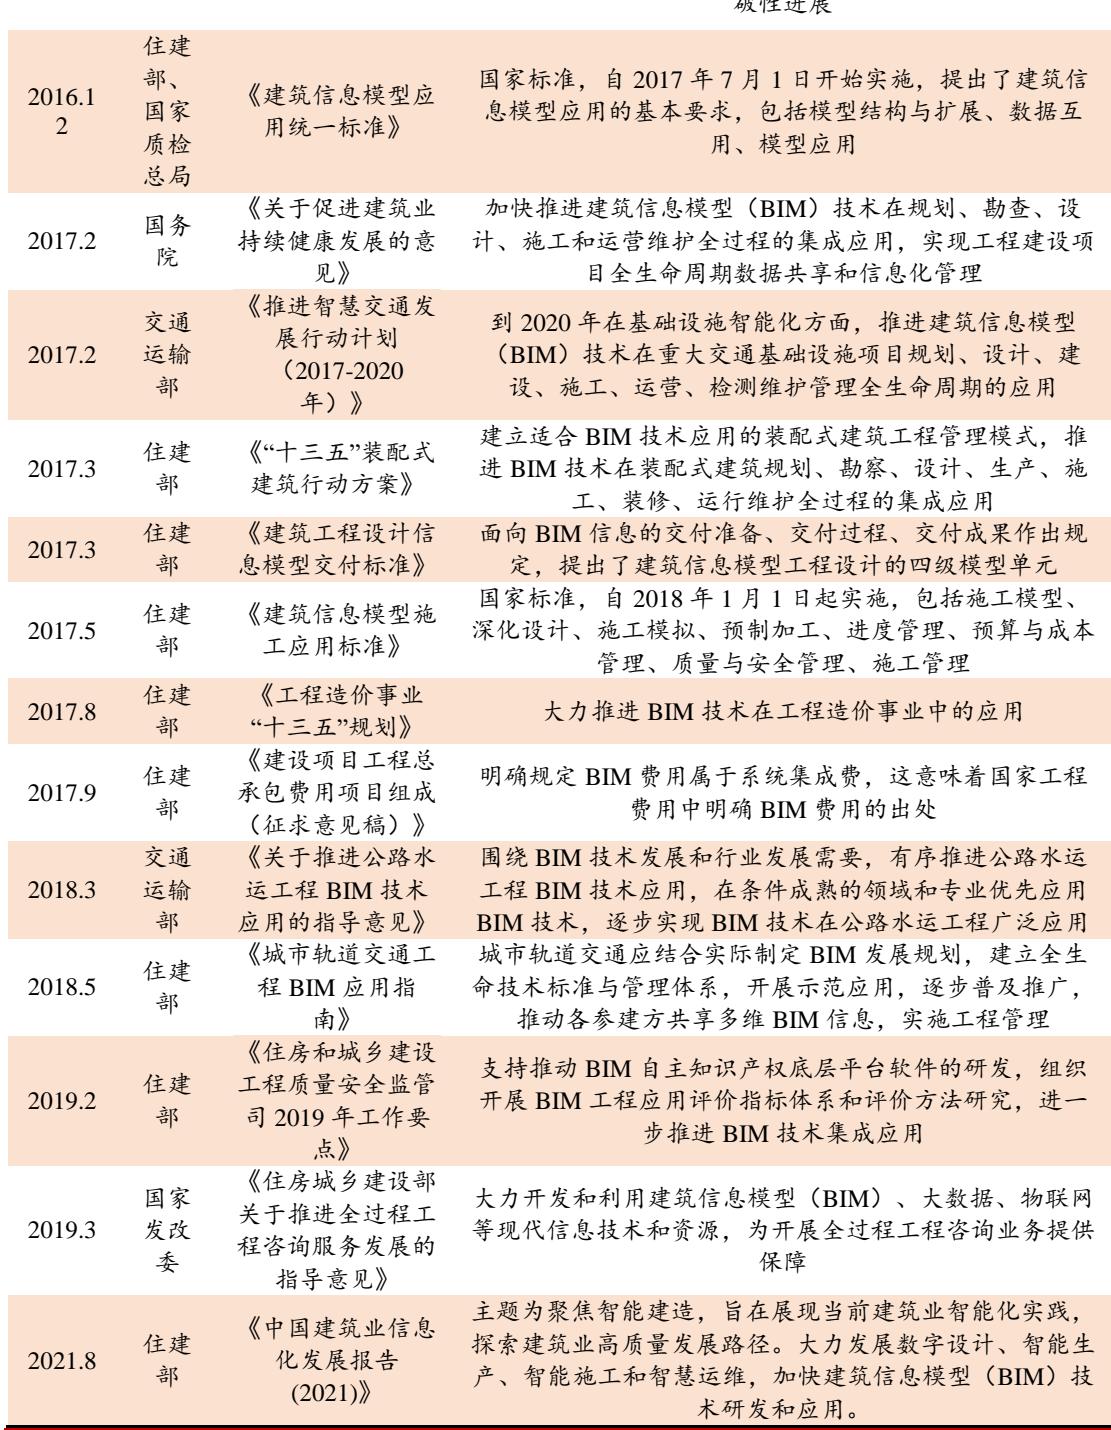 破性进展
2016.1
2
住建
部、
国家
质检
总局
《建筑信息模型应
用统一标准》
国家标准，自 2017 年 7 月 1 日开始实施，提出了建筑信
息模型应用的基本要求，包括模型结构与扩展、数据互
用、模型应用
2017.2
国务
院
《关于促进建筑业
持续健康发展的意
见》
加快推进建筑信息模型（BIM）技术在规划、勘查、设
计、施工和运营维护全过程的集成应用，实现工程建设项
目全生命周期数据共享和信息化管理
2017.2
交通
运输
部
《推进智慧交通发
展行动计划
（2017-2020
年）》
到 2020 年在基础设施智能化方面，推进建筑信息模型
（BIM）技术在重大交通基础设施项目规划、设计、建
设、施工、运营、检测维护管理全生命周期的应用
2017.3
住建
部
《“十三五”装配式
建筑行动方案》
建立适合 BIM 技术应用的装配式建筑工程管理模式，推
进 BIM 技术在装配式建筑规划、勘察、设计、生产、施
工、装修、运行维护全过程的集成应用
2017.3
住建
部
《建筑工程设计信
息模型交付标准》
面向 BIM 信息的交付准备、交付过程、交付成果作出规
定，提出了建筑信息模型工程设计的四级模型单元
2017.5
住建
部
《建筑信息模型施
工应用标准》
国家标准，自 2018 年 1 月 1 日起实施，包括施工模型、
深化设计、施工模拟、预制加工、进度管理、预算与成本
管理、质量与安全管理、施工管理
2017.8
住建
部
《工程造价事业
“十三五”规划》
大力推进 BIM 技术在工程造价事业中的应用
2017.9
住建
部
《建设项目工程总
承包费用项目组成
（征求意见稿）》
明确规定 BIM 费用属于系统集成费，这意味着国家工程
费用中明确 BIM 费用的出处
2018.3
交通
运输
部
《关于推进公路水
运工程 BIM 技术
应用的指导意见》
围绕 BIM 技术发展和行业发展需要，有序推进公路水运
工程 BIM 技术应用，在条件成熟的领域和专业优先应用
BIM 技术，逐步实现 BIM 技术在公路水运工程广泛应用
2018.5
住建
部
《城市轨道交通工
程 BIM 应用指
南》
城市轨道交通应结合实际制定 BIM 发展规划，建立全生
命技术标准与管理体系，开展示范应用，逐步普及推广，
推动各参建方共享多维 BIM 信息，实施工程管理
2019.2
住建
部
《住房和城乡建设
工程质量安全监管
司 2019 年工作要
点》
支持推动 BIM 自主知识产权底层平台软件的研发，组织
开展 BIM 工程应用评价指标体系和评价方法研究，进一
步推进 BIM 技术集成应用
2019.3
国家
发改
委
《住房城乡建设部
关于推进全过程工
程咨询服务发展的
指导意见》
大力开发和利用建筑信息模型（BIM）、大数据、物联网
等现代信息技术和资源，为开展全过程工程咨询业务提供
保障
2021.8
住建
部
《中国建筑业信息
化发展报告
(2021)》
主题为聚焦智能建造，旨在展现当前建筑业智能化实践，
探索建筑业高质量发展路径。大力发展数字设计、智能生
产、智能施工和智慧运维，加快建筑信息模型（BIM）技
术研发和应用。